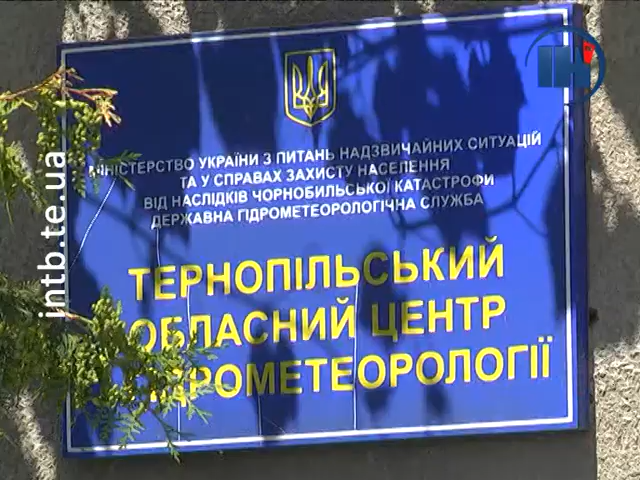 МІНІСТЕРСТВО УКРАЇНИ З ПИТАНЬ НАДЗВИЧАЙНИХ СИТУАЦІЙ
ТА У СПРАВАХ ЗАХИСТУ НАСЕЛЕННЯ
ВІД НАСЛІДКІВ ЧОРНОБИЛЬСЬКОЇ КАТАСТРОФИ
ДЕРЖАВНА ГІДРОМЕТЕОРОЛОГІЧНА СЛУЖБА
ТЕРНОПІЛЬСЬКИЙ
ОБЛАСНИЙ ЦЕНТР
ГІДРОМЕТЕОРОЛОГІЇ
intb.te.ua
ІН